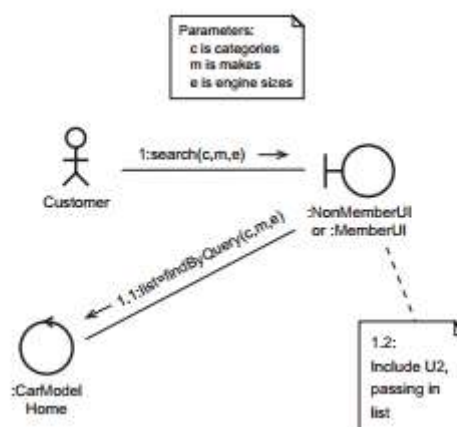 Parameters:
c is categories
m is makes
e is engine sizes
1:search(c,m,e)
Customer
:NonMemberUI
or :MemberUI
1.1:list=findByQuery(c,m,e)
:CarModel
Home
1.2:
Include U2,
passing in
list